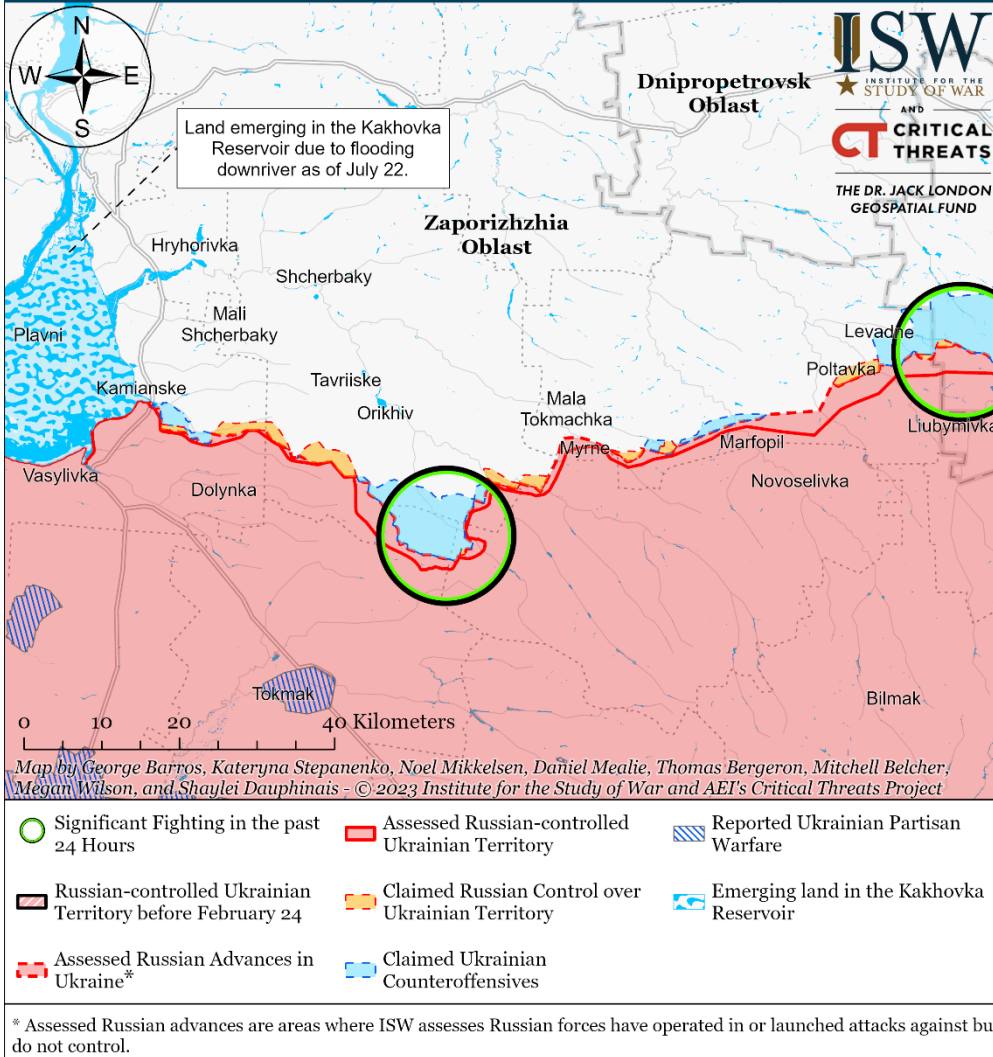 N
W
E
S
ISW
INSTITUTE FOR THE
STUDY OF WAR
AND
CT CRITICAL
THREATS
THE DR. JACK LONDON
GEOSPATIAL FUND
Dnipropetrovsk
Oblast
Land emerging in the Kakhovka
Reservoir due to flooding
downriver as of July 22.
Zaporizhzhia
Oblast
Hryhorivka
Shcherbaky
Mali
Shcherbaky
Plavni
Levadne
Kamianske
Tavriiske
Poltavka
Orikhiv
Mala
Tokmachka
Liubymivka
Myrne
Marfopil
Vasylivka
Dolynka
Novoselivka
Tokmak
Bilmak
0 10 20 40 Kilometers
Map by George Barros, Kateryna Stepanenko, Noel Mikkelsen, Daniel Mealie, Thomas Bergeron, Mitchell Belcher,
Megan Wilson, and Shaylei Dauphinais - © 2023 Institute for the Study of War and AEI's Critical Threats Project
Significant Fighting in the past
24 Hours
Assessed Russian-controlled
Ukrainian Territory
Reported Ukrainian Partisan
Warfare
Russian-controlled Ukrainian
Territory before February 24
Claimed Russian Control over
Ukrainian Territory
Emerging land in the Kakhovka
Reservoir
Assessed Russian Advances in
Ukraine*
Claimed Ukrainian
Counteroffensives
* Assessed Russian advances are areas where ISW assesses Russian forces have operated in or launched attacks against bu
do not control.